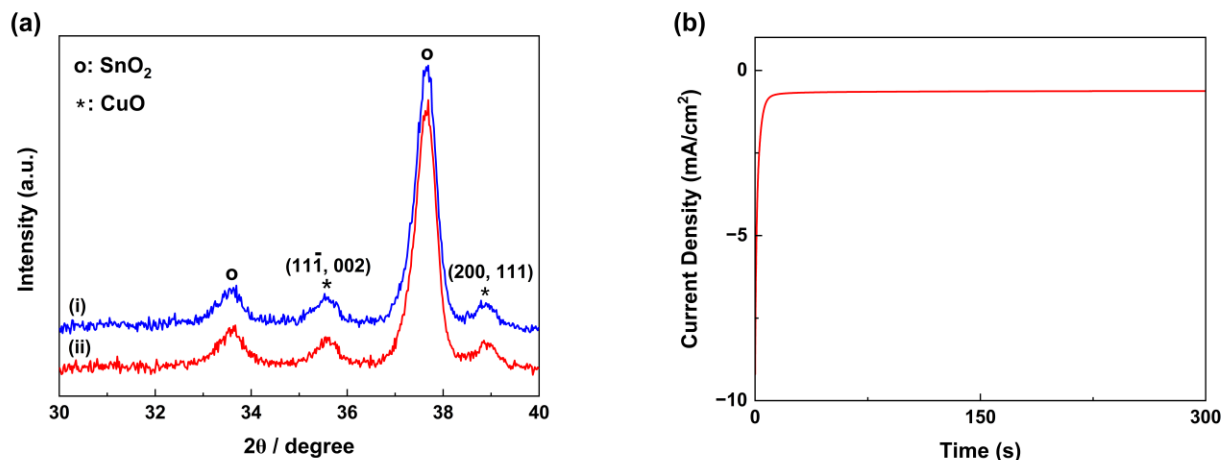 (a)
o: SnO₂
*: CuO
o
o
(111̄, 002)
*
(200, 111)
*
(i)
(ii)
Intensity (a.u.)
30 32 34 36 38 40
2θ / degree
(b)
0
−5
−10
Current Density (mA/cm²)
0 150 300
Time (s)